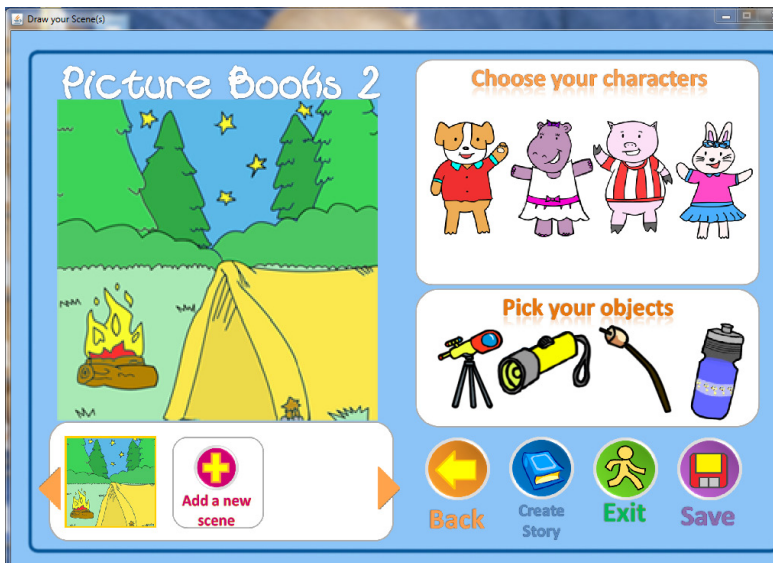 Draw your Scene(s)
Picture Books 2
Choose your characters
Pick your objects
Add a new
scene
Back
Create
Story
Exit
Save